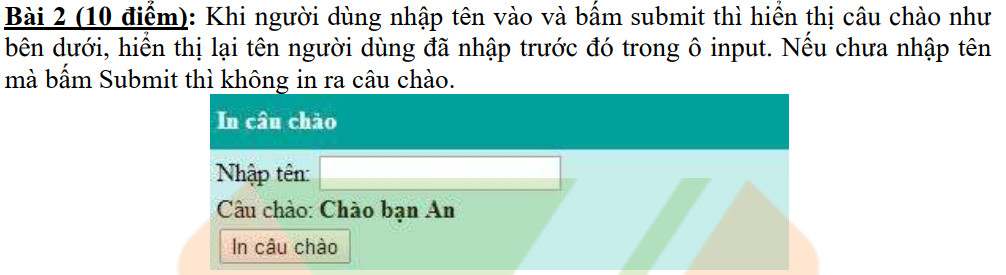 Bài 2 (10 điểm): Khi người dùng nhập tên vào và bấm submit thì hiển thị câu chào như
bên dưới, hiển thị lại tên người dùng đã nhập trước đó trong ô input. Nếu chưa nhập tên
mà bấm Submit thì không in ra câu chào.
In câu chào
Nhập tên:
Câu chào: Chào bạn An
In câu chào